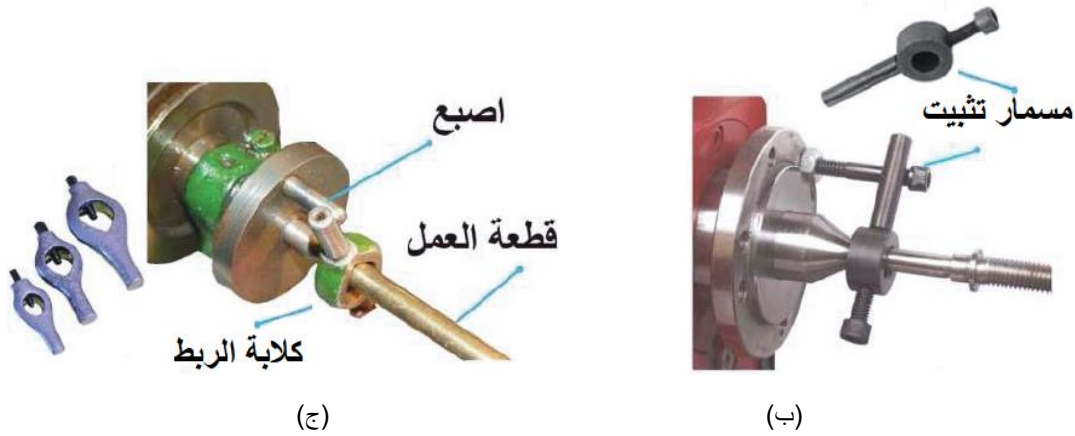 مسمار تثبيت
اصبع
قطعة العمل
كلابة الربط
(ب)
(ج)